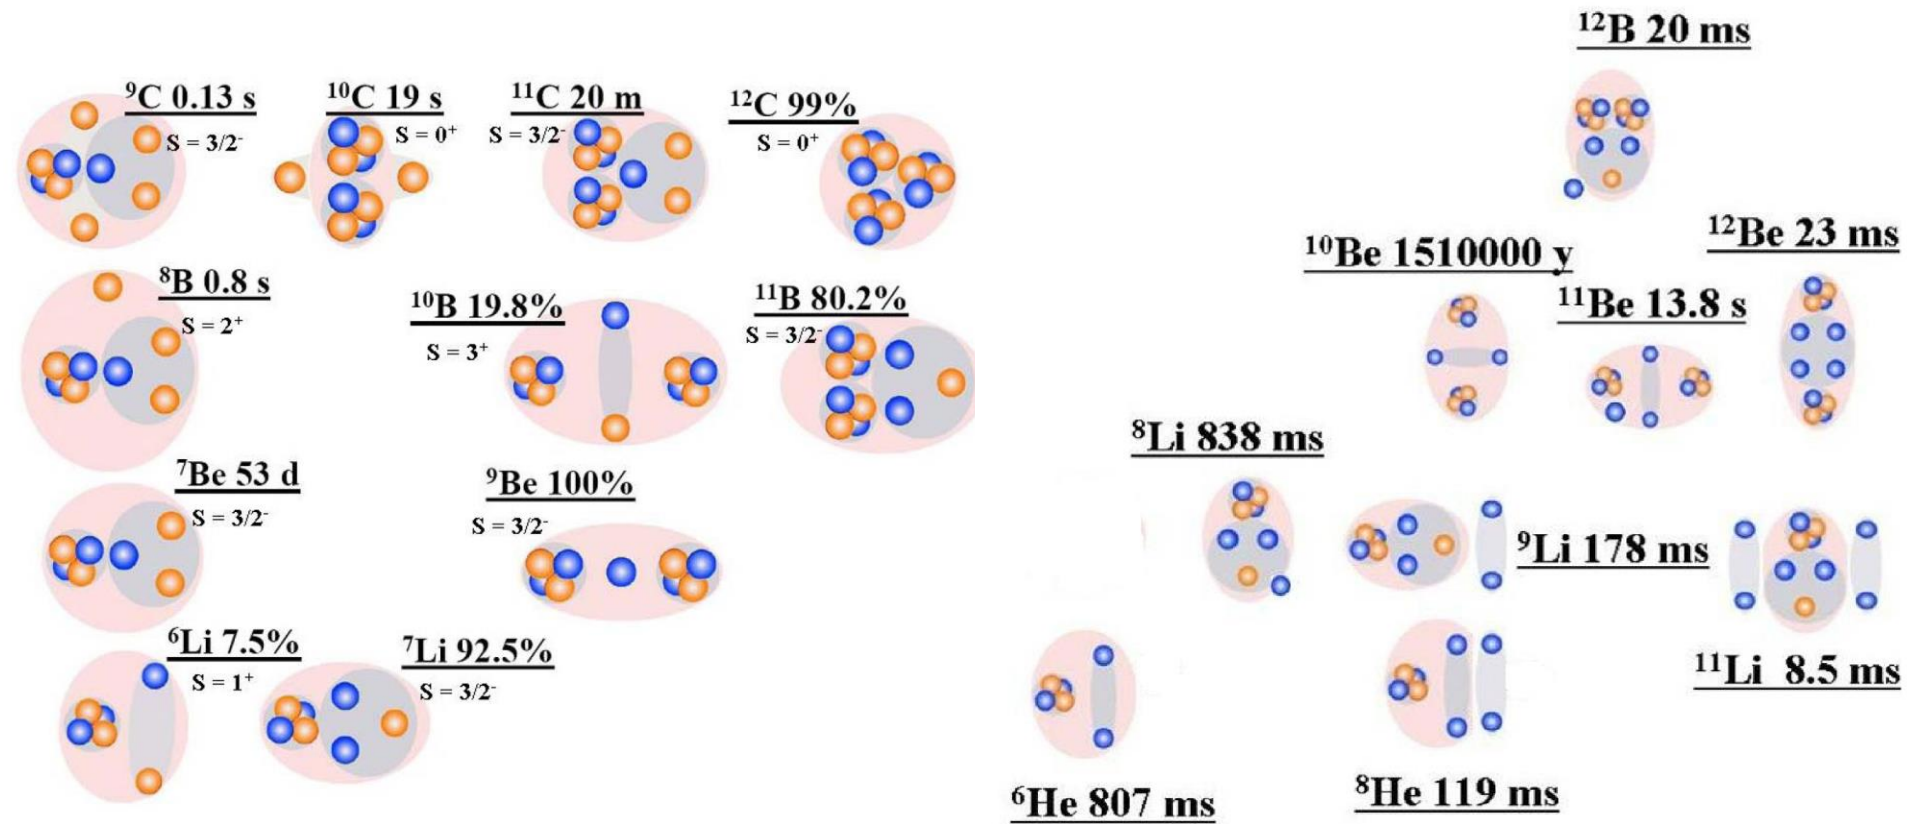 ⁹C 0.13 s
S = 3/2⁻
¹⁰C 19 s
S = 0⁺
¹¹C 20 m
S = 3/2⁻
¹²C 99%
S = 0⁺
⁸B 0.8 s
S = 2⁺
¹⁰B 19.8%
S = 3⁺
¹¹B 80.2%
S = 3/2⁻
⁷Be 53 d
S = 3/2⁻
⁹Be 100%
S = 3/2⁻
⁶Li 7.5%
S = 1⁺
⁷Li 92.5%
S = 3/2⁻
¹²B 20 ms
¹⁰Be 1510000 y
¹¹Be 13.8 s
¹²Be 23 ms
⁸Li 838 ms
⁹Li 178 ms
¹¹Li 8.5 ms
⁶He 807 ms
⁸He 119 ms